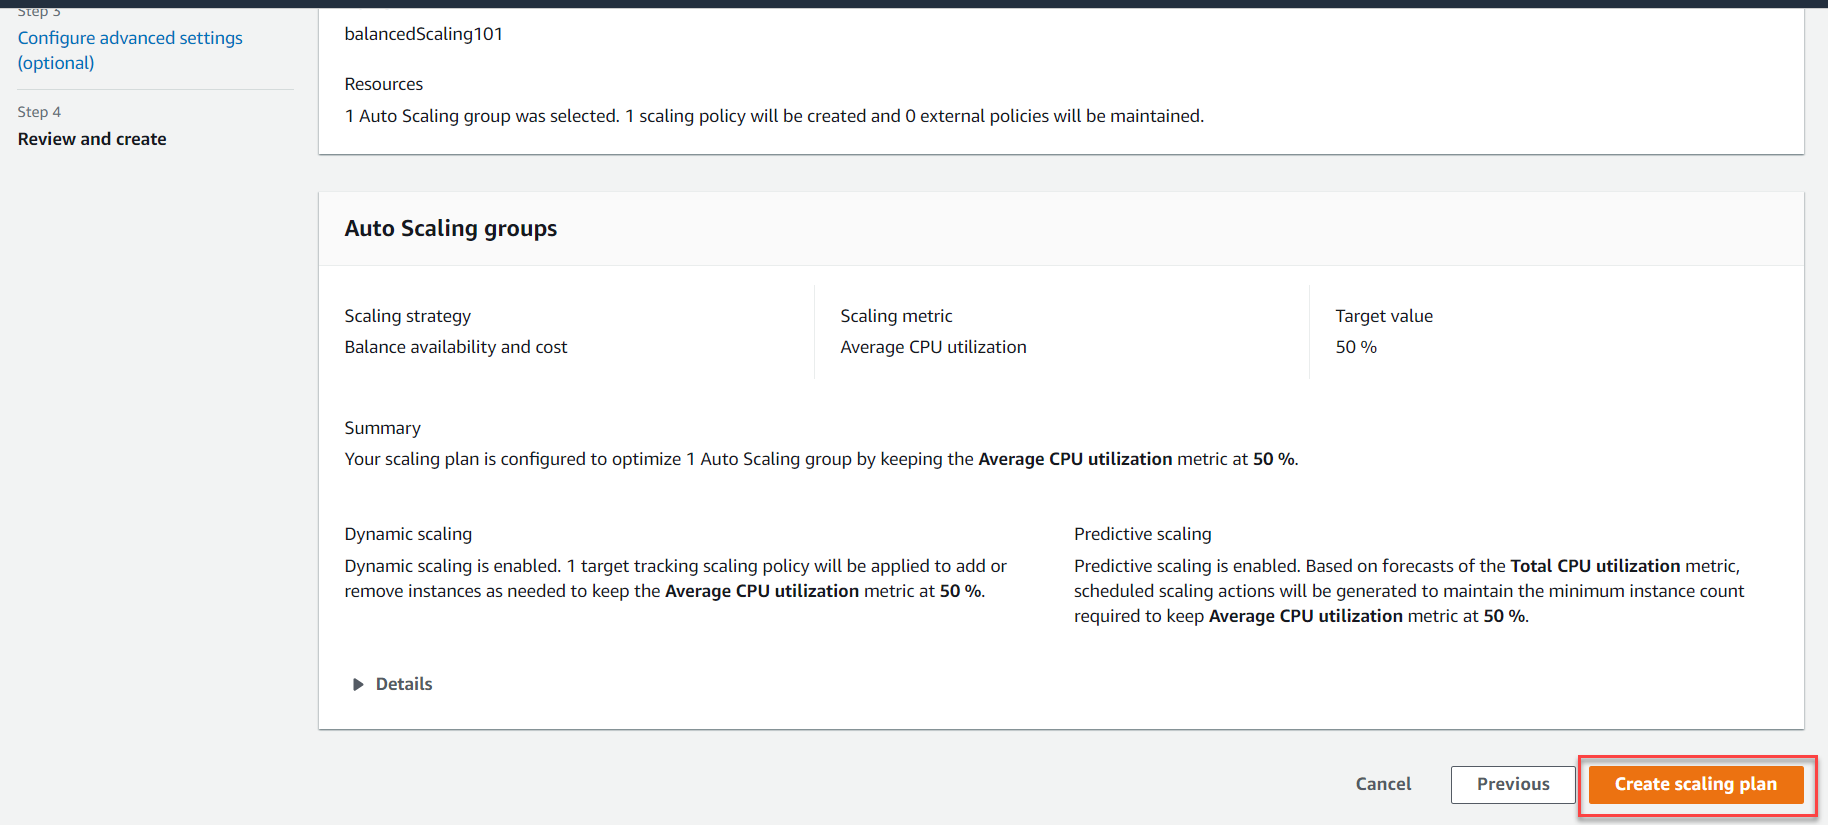 Step 3
Configure advanced settings
(optional)
Step 4
Review and create
balancedScaling101
Resources
1 Auto Scaling group was selected. 1 scaling policy will be created and 0 external policies will be maintained.
Auto Scaling groups
Scaling strategy
Balance availability and cost
Scaling metric
Average CPU utilization
Target value
50 %
Summary
Your scaling plan is configured to optimize 1 Auto Scaling group by keeping the Average CPU utilization metric at 50 %.
Dynamic scaling
Dynamic scaling is enabled. 1 target tracking scaling policy will be applied to add or
remove instances as needed to keep the Average CPU utilization metric at 50 %.
Predictive scaling
Predictive scaling is enabled. Based on forecasts of the Total CPU utilization metric,
scheduled scaling actions will be generated to maintain the minimum instance count
required to keep Average CPU utilization metric at 50 %.
Details
Cancel
Previous
Create scaling plan